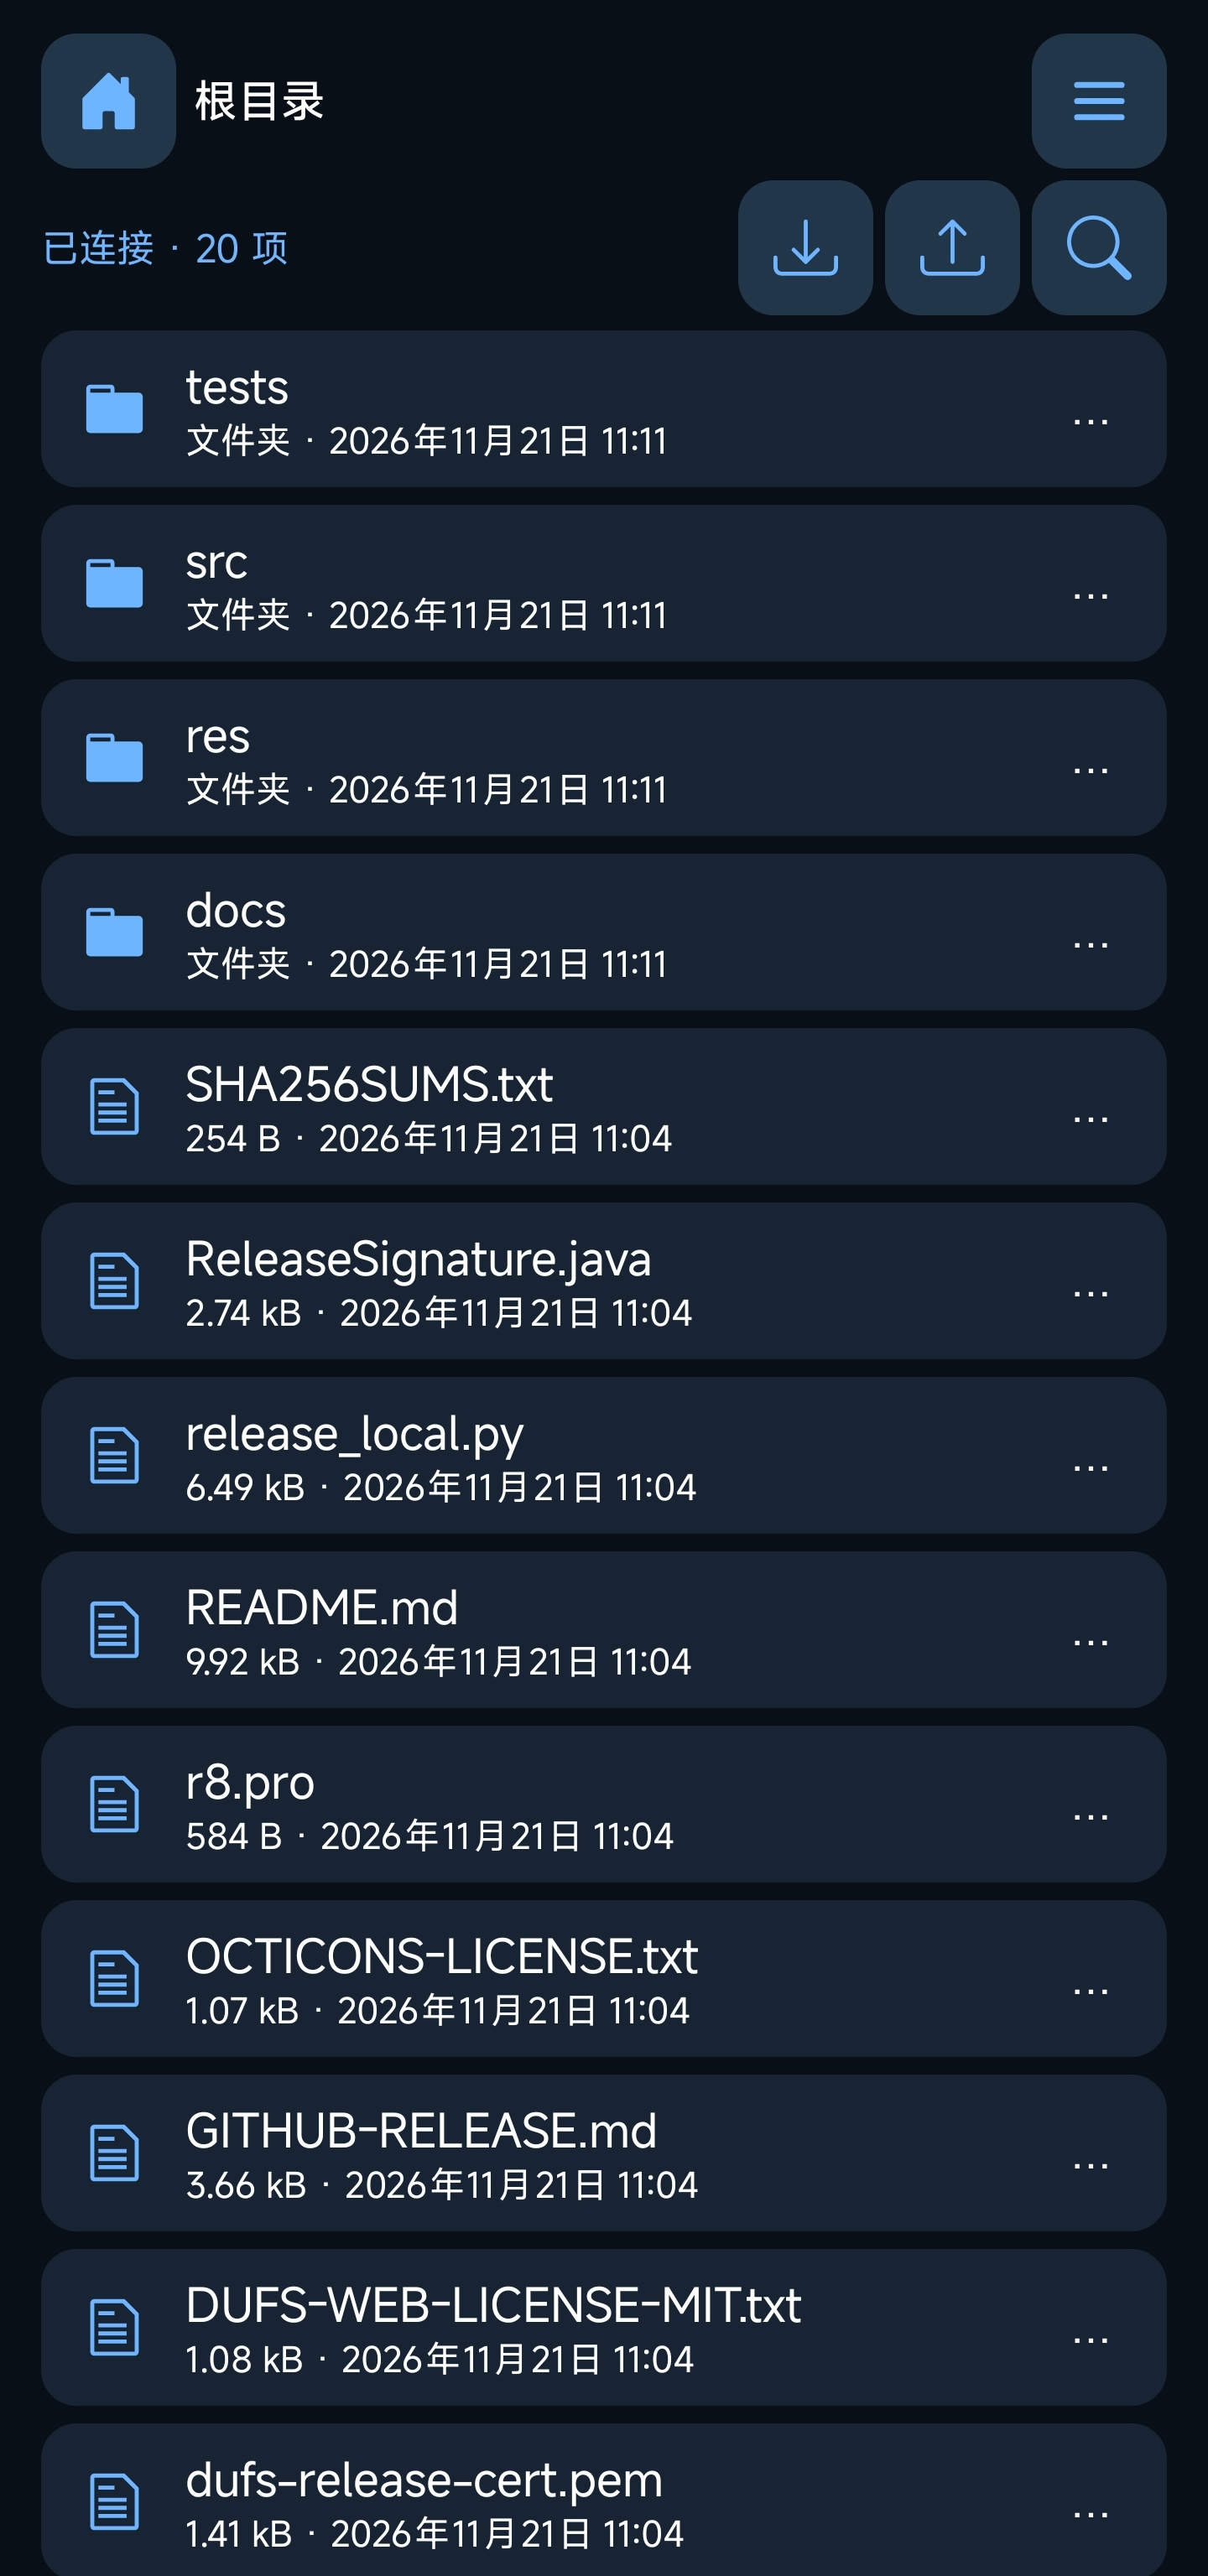 根目录
已连接 · 20 项
tests
文件夹 · 2026年11月21日 11:11
...
src
文件夹 · 2026年11月21日 11:11
...
res
文件夹 · 2026年11月21日 11:11
...
docs
文件夹 · 2026年11月21日 11:11
...
SHA256SUMS.txt
254 B · 2026年11月21日 11:04
...
ReleaseSignature.java
2.74 kB · 2026年11月21日 11:04
...
release_local.py
6.49 kB · 2026年11月21日 11:04
...
README.md
9.92 kB · 2026年11月21日 11:04
...
r8.pro
584 B · 2026年11月21日 11:04
...
OCTICONS-LICENSE.txt
1.07 kB · 2026年11月21日 11:04
...
GITHUB-RELEASE.md
3.66 kB · 2026年11月21日 11:04
...
DUFS-WEB-LICENSE-MIT.txt
1.08 kB · 2026年11月21日 11:04
...
dufs-release-cert.pem
1.41 kB · 2026年11月21日 11:04
...